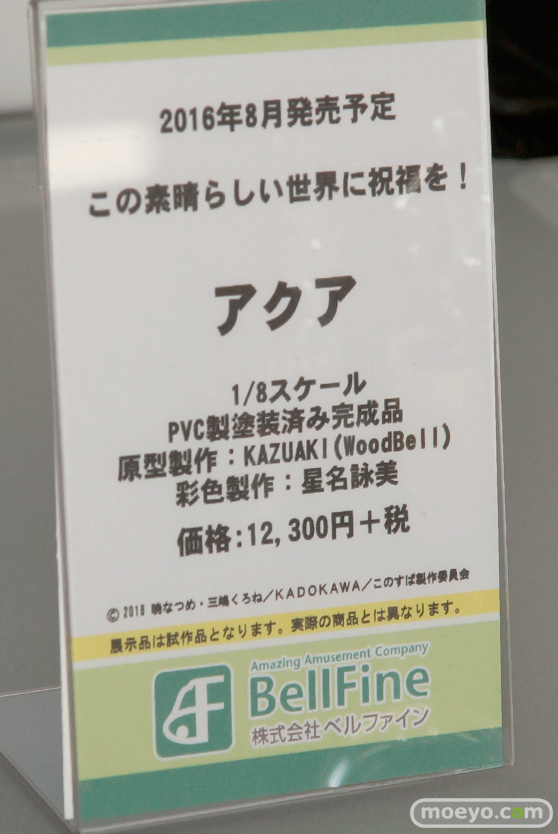 2016年8月発売予定
この素晴らしい世界に祝福を！
アクア
1/8スケール
PVC製塗装済み完成品
原型製作：KAZUAKI(WoodBell)
彩色製作：星名詠美
価格:12,300円＋税
©2016 暁なつめ・三嶋くろね／KADOKAWA／このすば製作委員会
展示品は試作品となります。実際の商品とは異なります。
Amazing Amusement Company
BellFine
株式会社ベルファイン
moeyo.com